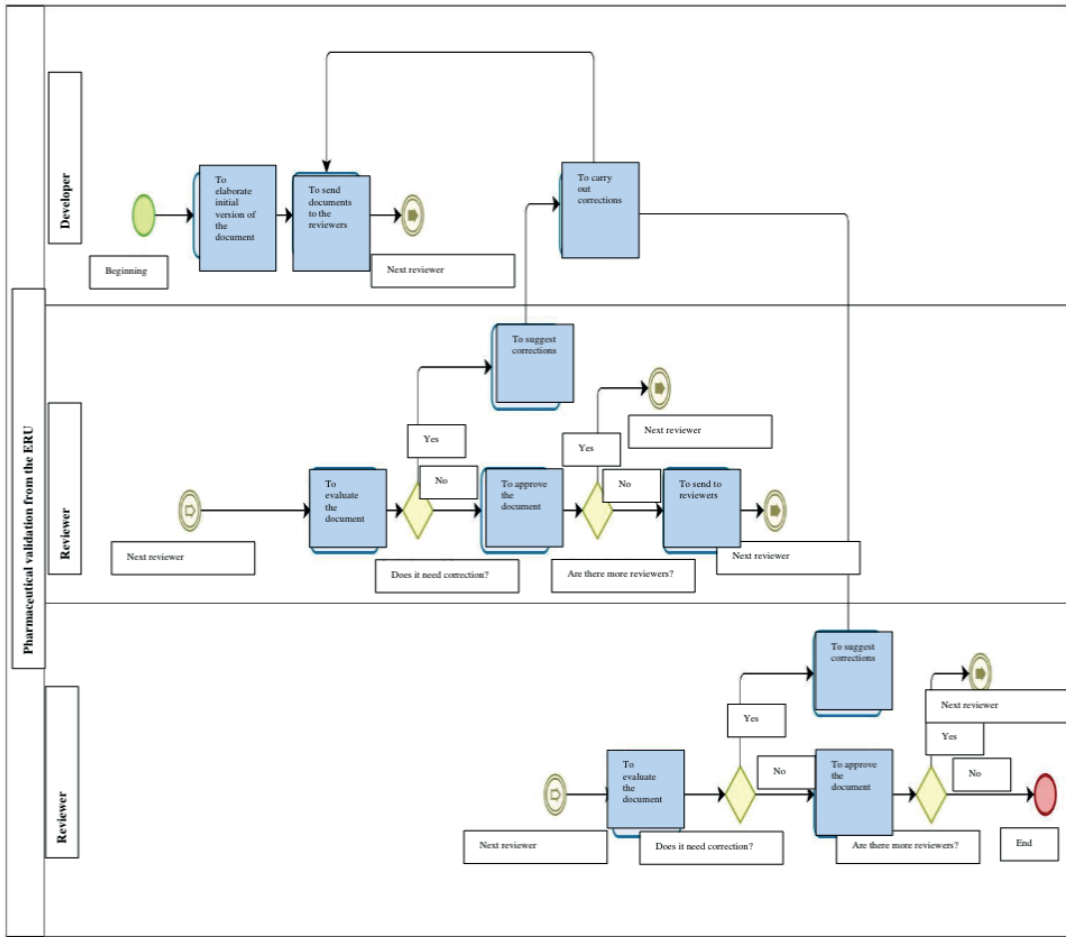 Pharmaceutical validation from the ERU
Developer
Beginning
To
elaborate
initial
version of
the
document
To send
documents
to the
reviewers
Next reviewer
To carry
out
corrections
Reviewer
Next reviewer
To
evaluate
the
document
Does it need correction?
Yes
No
To suggest
corrections
To approve
the
document
Are there more reviewers?
Yes
No
Next reviewer
To send to
reviewers
Next reviewer
Reviewer
Next reviewer
To
evaluate
the
document
Does it need correction?
Yes
No
To suggest
corrections
To approve
the
document
Are there more reviewers?
Next reviewer
Yes
No
End